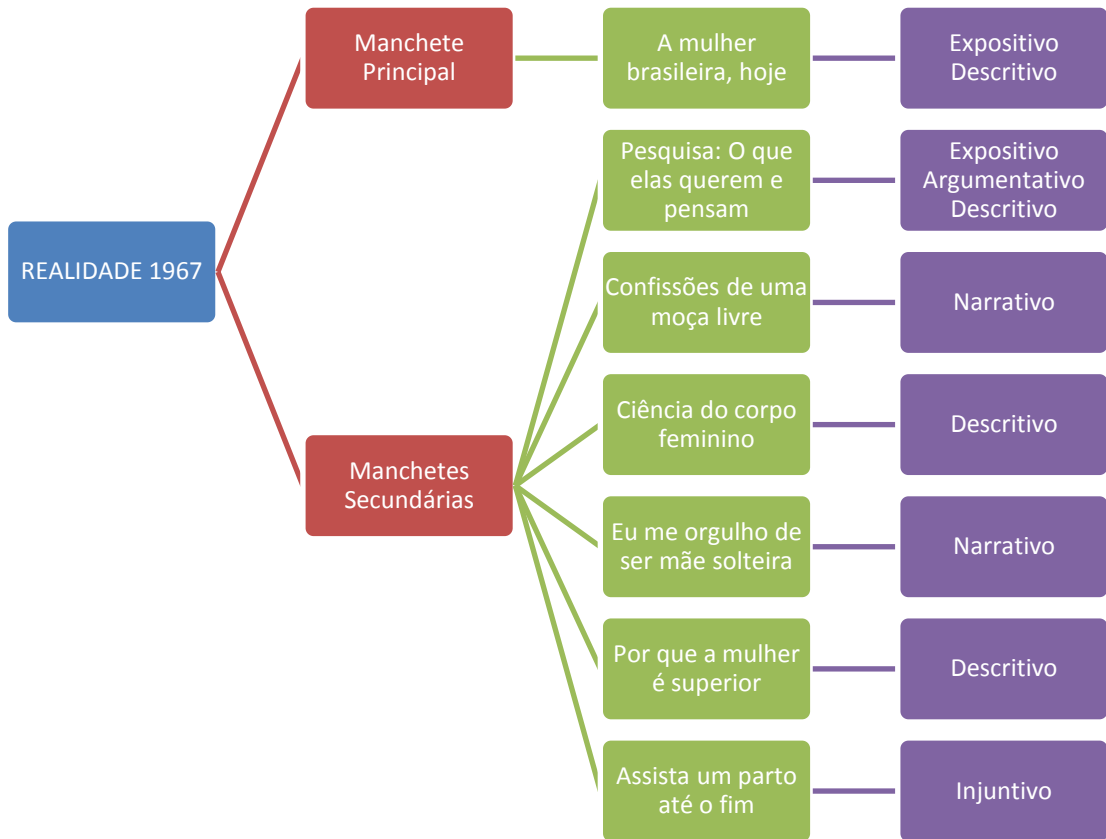 REALIDADE 1967
Manchete
Principal
A mulher
brasileira, hoje
Expositivo
Descritivo
Manchetes
Secundárias
Pesquisa: O que
elas querem e
pensam
Expositivo
Argumentativo
Descritivo
Confissões de uma
moça livre
Narrativo
Ciência do corpo
feminino
Descritivo
Eu me orgulho de
ser mãe solteira
Narrativo
Por que a mulher
é superior
Descritivo
Assista um parto
até o fim
Injuntivo